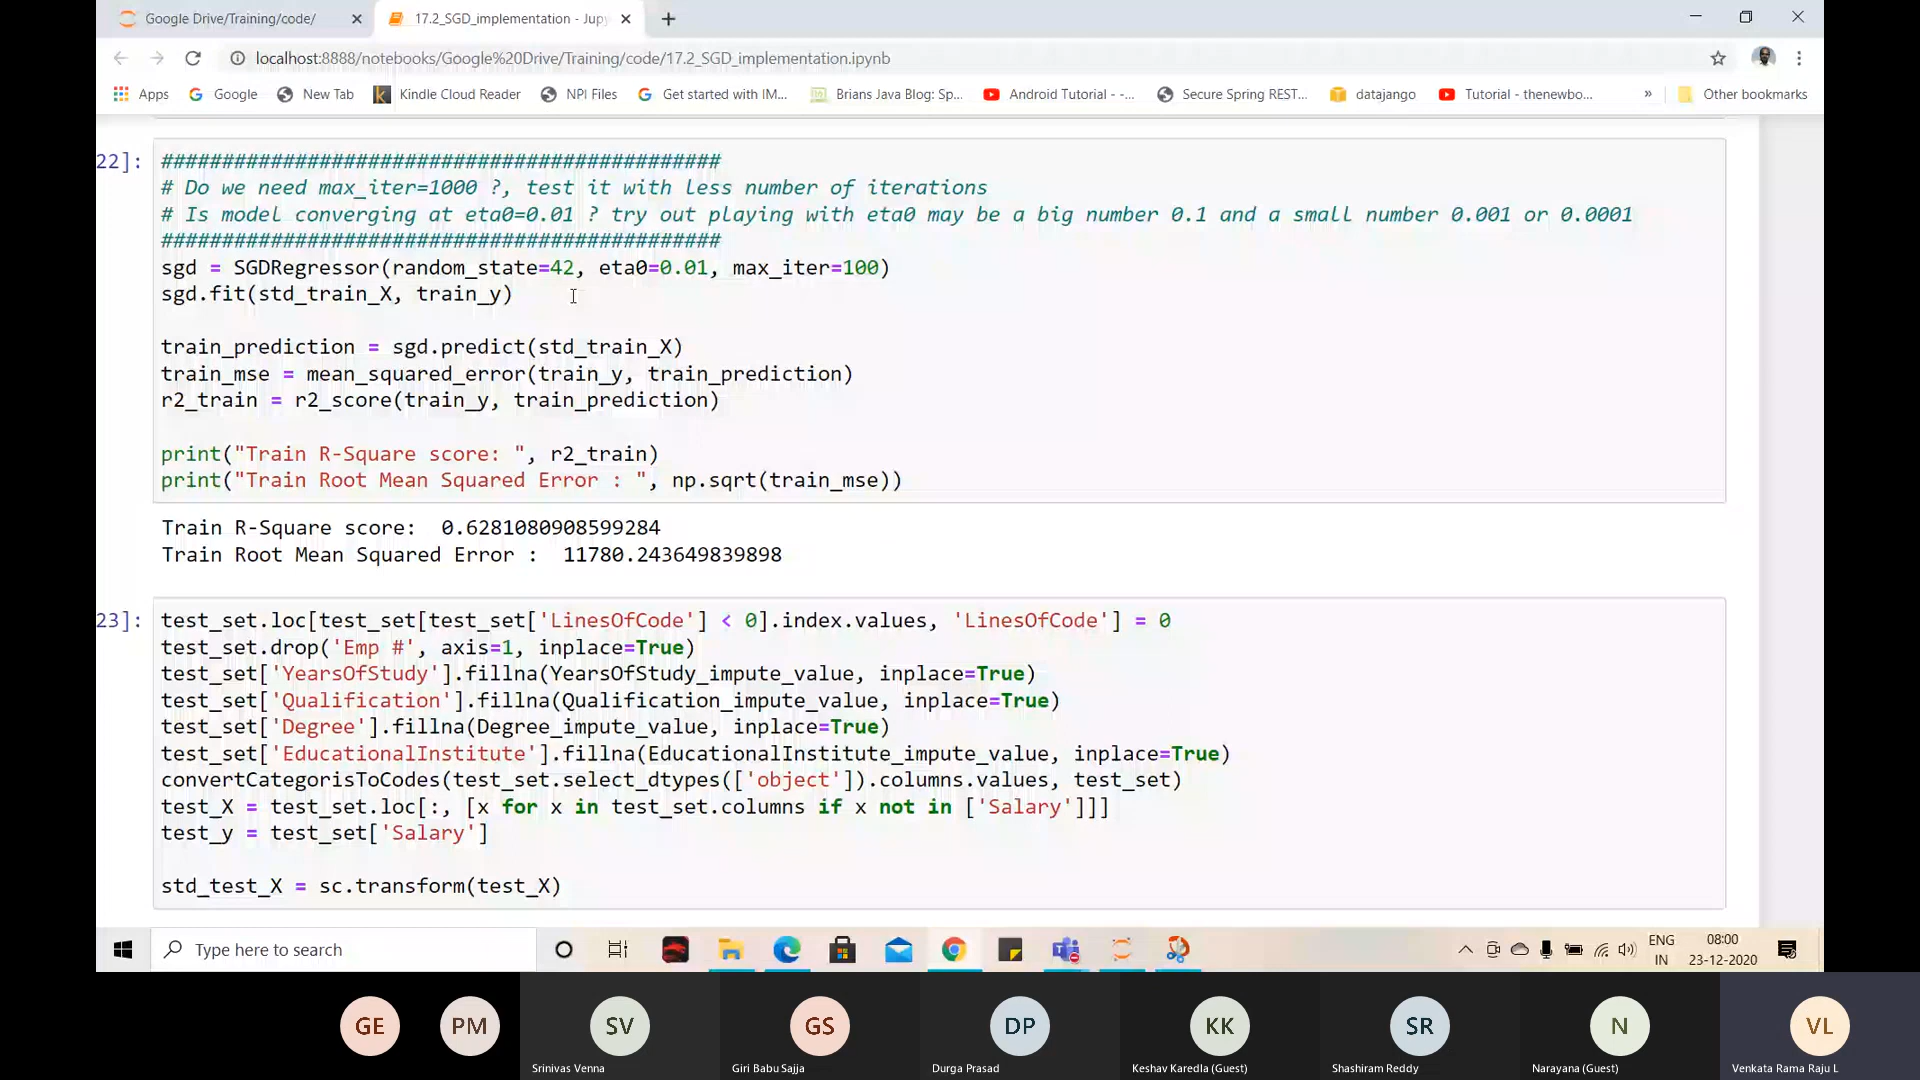 Google Drive/Training/code/
17.2_SGD_implementation - Jupy
localhost:8888/notebooks/Google%20Drive/Training/code/17.2_SGD_implementation.ipynb
Apps Google New Tab Kindle Cloud Reader NPI Files Get started with IM... Brians Java Blog: Sp... Android Tutorial - -... Secure Spring REST... datajango Tutorial - thenewbo... » Other bookmarks
22]: ##############################################
# Do we need max_iter=1000 ?, test it with less number of iterations
# Is model converging at eta0=0.01 ? try out playing with eta0 may be a big number 0.1 and a small number 0.001 or 0.0001
##############################################
sgd = SGDRegressor(random_state=42, eta0=0.01, max_iter=100)
sgd.fit(std_train_X, train_y)
train_prediction = sgd.predict(std_train_X)
train_mse = mean_squared_error(train_y, train_prediction)
r2_train = r2_score(train_y, train_prediction)
print("Train R-Square score: ", r2_train)
print("Train Root Mean Squared Error : ", np.sqrt(train_mse))
Train R-Square score:  0.6281080908599284
Train Root Mean Squared Error :  11780.243649839898
23]: test_set.loc[test_set[test_set['LinesOfCode'] < 0].index.values, 'LinesOfCode'] = 0
test_set.drop('Emp #', axis=1, inplace=True)
test_set['YearsOfStudy'].fillna(YearsOfStudy_impute_value, inplace=True)
test_set['Qualification'].fillna(Qualification_impute_value, inplace=True)
test_set['Degree'].fillna(Degree_impute_value, inplace=True)
test_set['EducationalInstitute'].fillna(EducationalInstitute_impute_value, inplace=True)
convertCategorisToCodes(test_set.select_dtypes(['object']).columns.values, test_set)
test_X = test_set.loc[:, [x for x in test_set.columns if x not in ['Salary']]]
test_y = test_set['Salary']
std_test_X = sc.transform(test_X)
Type here to search
ENG
IN
08:00
23-12-2020
GE PM SV GS DP KK SR N VL
Srinivas Venna Giri Babu Sajja Durga Prasad Keshav Karedla (Guest) Shashiram Reddy Narayana (Guest) Venkata Rama Raju L